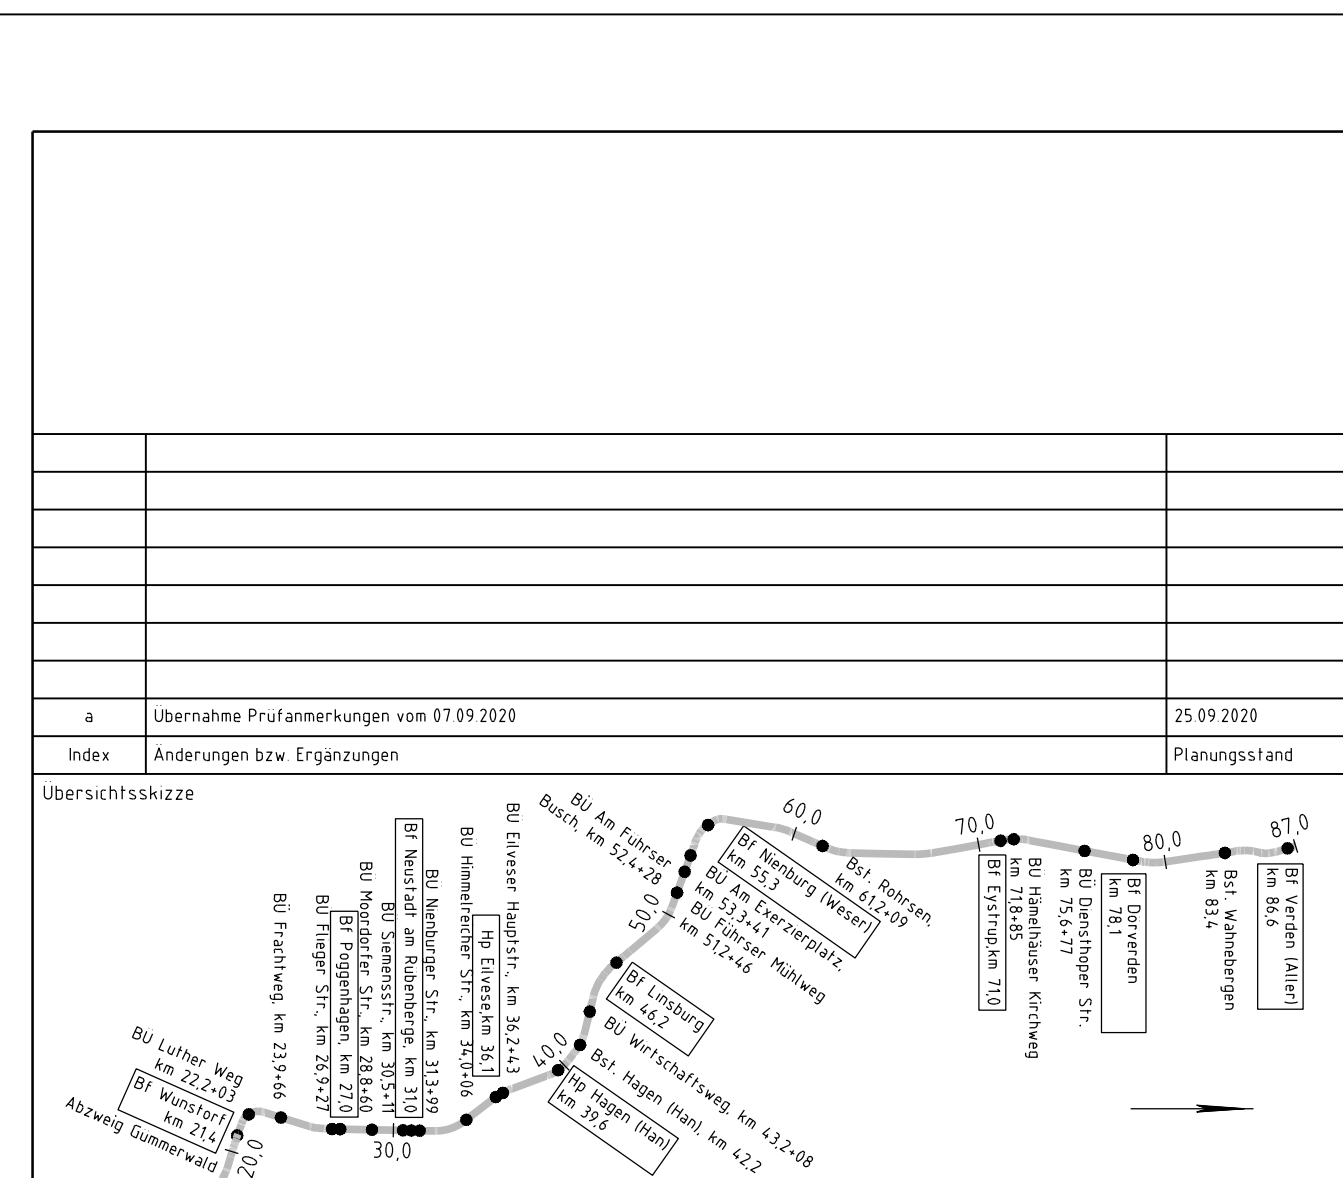 a
Übernahme Prüfanmerkungen vom 07.09.2020
25.09.2020
Index
Änderungen bzw. Ergänzungen
Planungsstand
Übersichtsskizze
Abzweig Gümmerwald
20,0
Bf Wunstorf
km 21,4
BÜ Luther Weg
km 22,2+03
BÜ Frachtweg, km 23,9+66
BÜ Flieger Str., km 26,9+27
Bf Poggenhagen, km 27,0
BÜ Moordorfer Str., km 28,8+60
30,0
BÜ Siemensstr., km 30,5+11
Bf Neustadt am Rübenberge, km 31,0
BÜ Nienburger Str., km 31,3+99
BÜ Himmelreicher Str., km 34,0+06
Hp Eilvese,km 36,1
BÜ Eilveser Hauptstr., km 36,2+43
40,0
Hp Hagen (Han)
km 39,6
Bst. Hagen (Han), km 42,2
BÜ Wirtschaftsweg, km 43,2+08
Bf Linsburg
km 46,2
50,0
BÜ Führser Mühlweg
km 51,2+46
BÜ Am Führser
Busch, km 52,4+28
BÜ Am Exerzierplatz,
km 53,3+41
Bf Nienburg (Weser)
km 55,3
60,0
Bst. Rohrsen,
km 61,2+09
70,0
Bf Eystrup,km 71,0
BÜ Hämelhäuser Kirchweg
km 71,8+85
BÜ Diensthoper Str.
km 75,6+77
Bf Dörverden
km 78,1
80,0
Bst. Wahnebergen
km 83,4
Bf Verden (Aller)
km 86,6
87,0